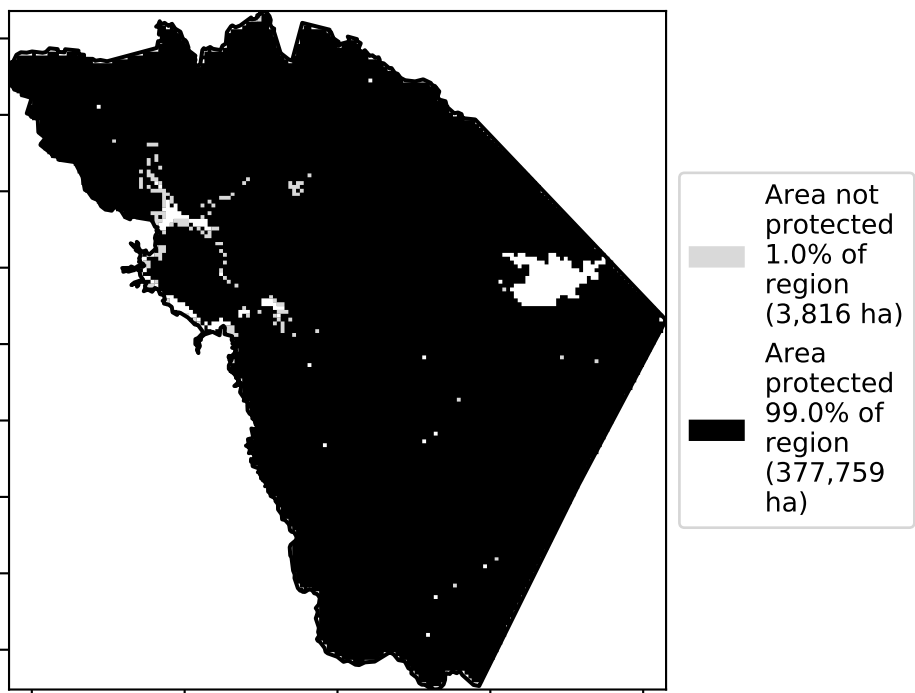 Area not
protected
1.0% of
region
(3,816 ha)
Area
protected
99.0% of
region
(377,759
ha)